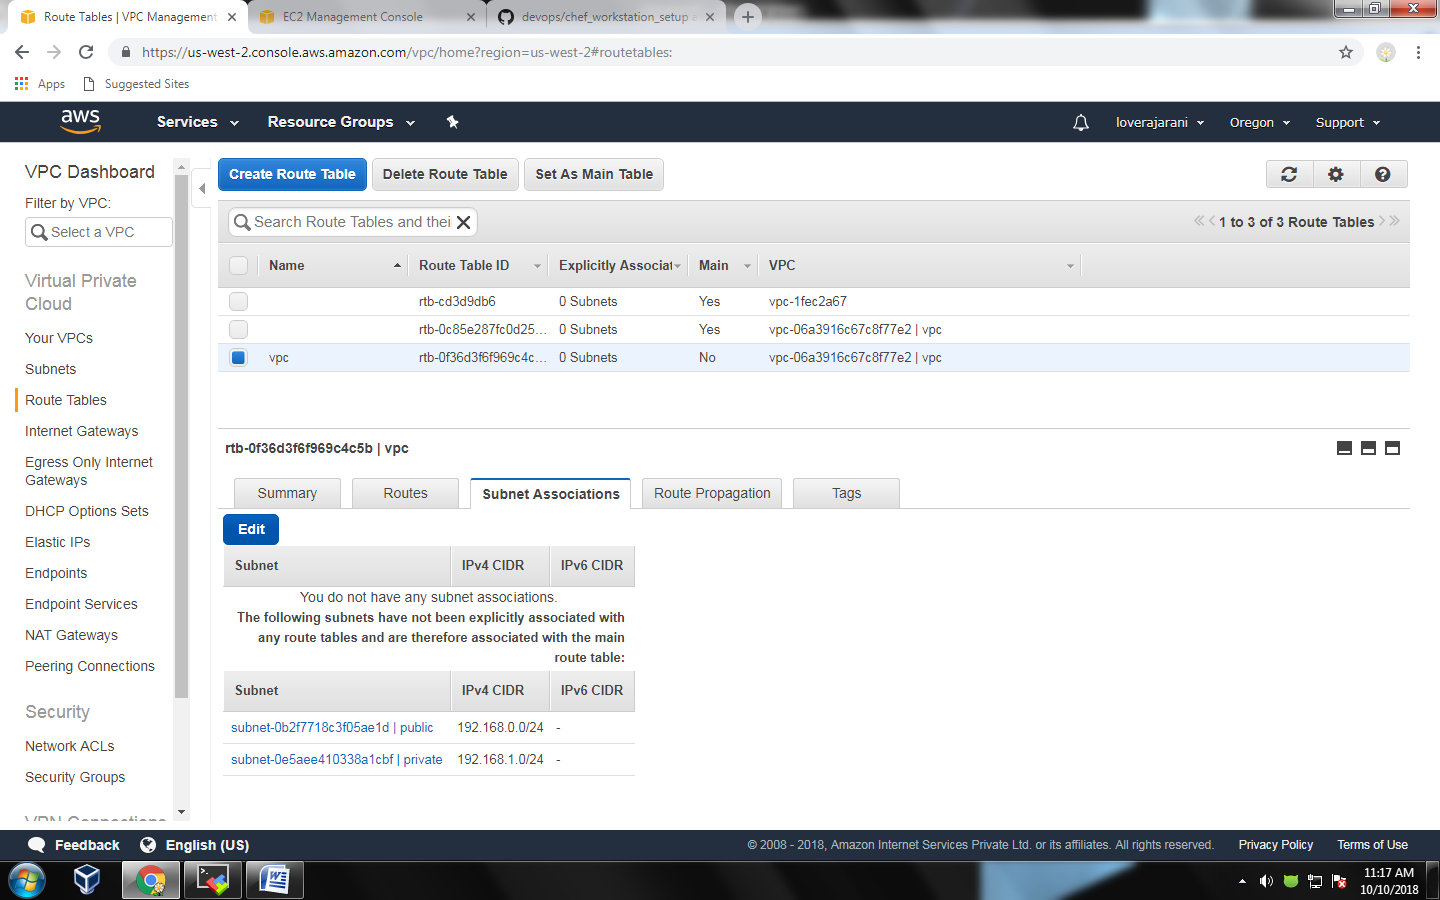 Route Tables | VPC Management
EC2 Management Console
devops/chef_workstation_setup a
https://us-west-2.console.aws.amazon.com/vpc/home?region=us-west-2#routetables:
Apps
Suggested Sites
aws
Services
Resource Groups
loverajarani
Oregon
Support
VPC Dashboard
Filter by VPC:
Select a VPC
Virtual Private
Cloud
Your VPCs
Subnets
Route Tables
Internet Gateways
Egress Only Internet
Gateways
DHCP Options Sets
Elastic IPs
Endpoints
Endpoint Services
NAT Gateways
Peering Connections
Security
Network ACLs
Security Groups
VPN Connections
Create Route Table
Delete Route Table
Set As Main Table
Search Route Tables and thei
1 to 3 of 3 Route Tables
Name Route Table ID Explicitly Associat Main VPC
rtb-cd3d9db6 0 Subnets Yes vpc-1fec2a67
rtb-0c85e287fc0d25... 0 Subnets Yes vpc-06a3916c67c8f77e2 | vpc
vpc rtb-0f36d3f6f969c4c... 0 Subnets No vpc-06a3916c67c8f77e2 | vpc
rtb-0f36d3f6f969c4c5b | vpc
Summary
Routes
Subnet Associations
Route Propagation
Tags
Edit
Subnet IPv4 CIDR IPv6 CIDR
You do not have any subnet associations.
The following subnets have not been explicitly associated with
any route tables and are therefore associated with the main
route table:
Subnet IPv4 CIDR IPv6 CIDR
subnet-0b2f7718c3f05ae1d | public 192.168.0.0/24 -
subnet-0e5aee410338a1cbf | private 192.168.1.0/24 -
Feedback
English (US)
© 2008 - 2018, Amazon Internet Services Private Ltd. or its affiliates. All rights reserved.
Privacy Policy
Terms of Use
11:17 AM
10/10/2018